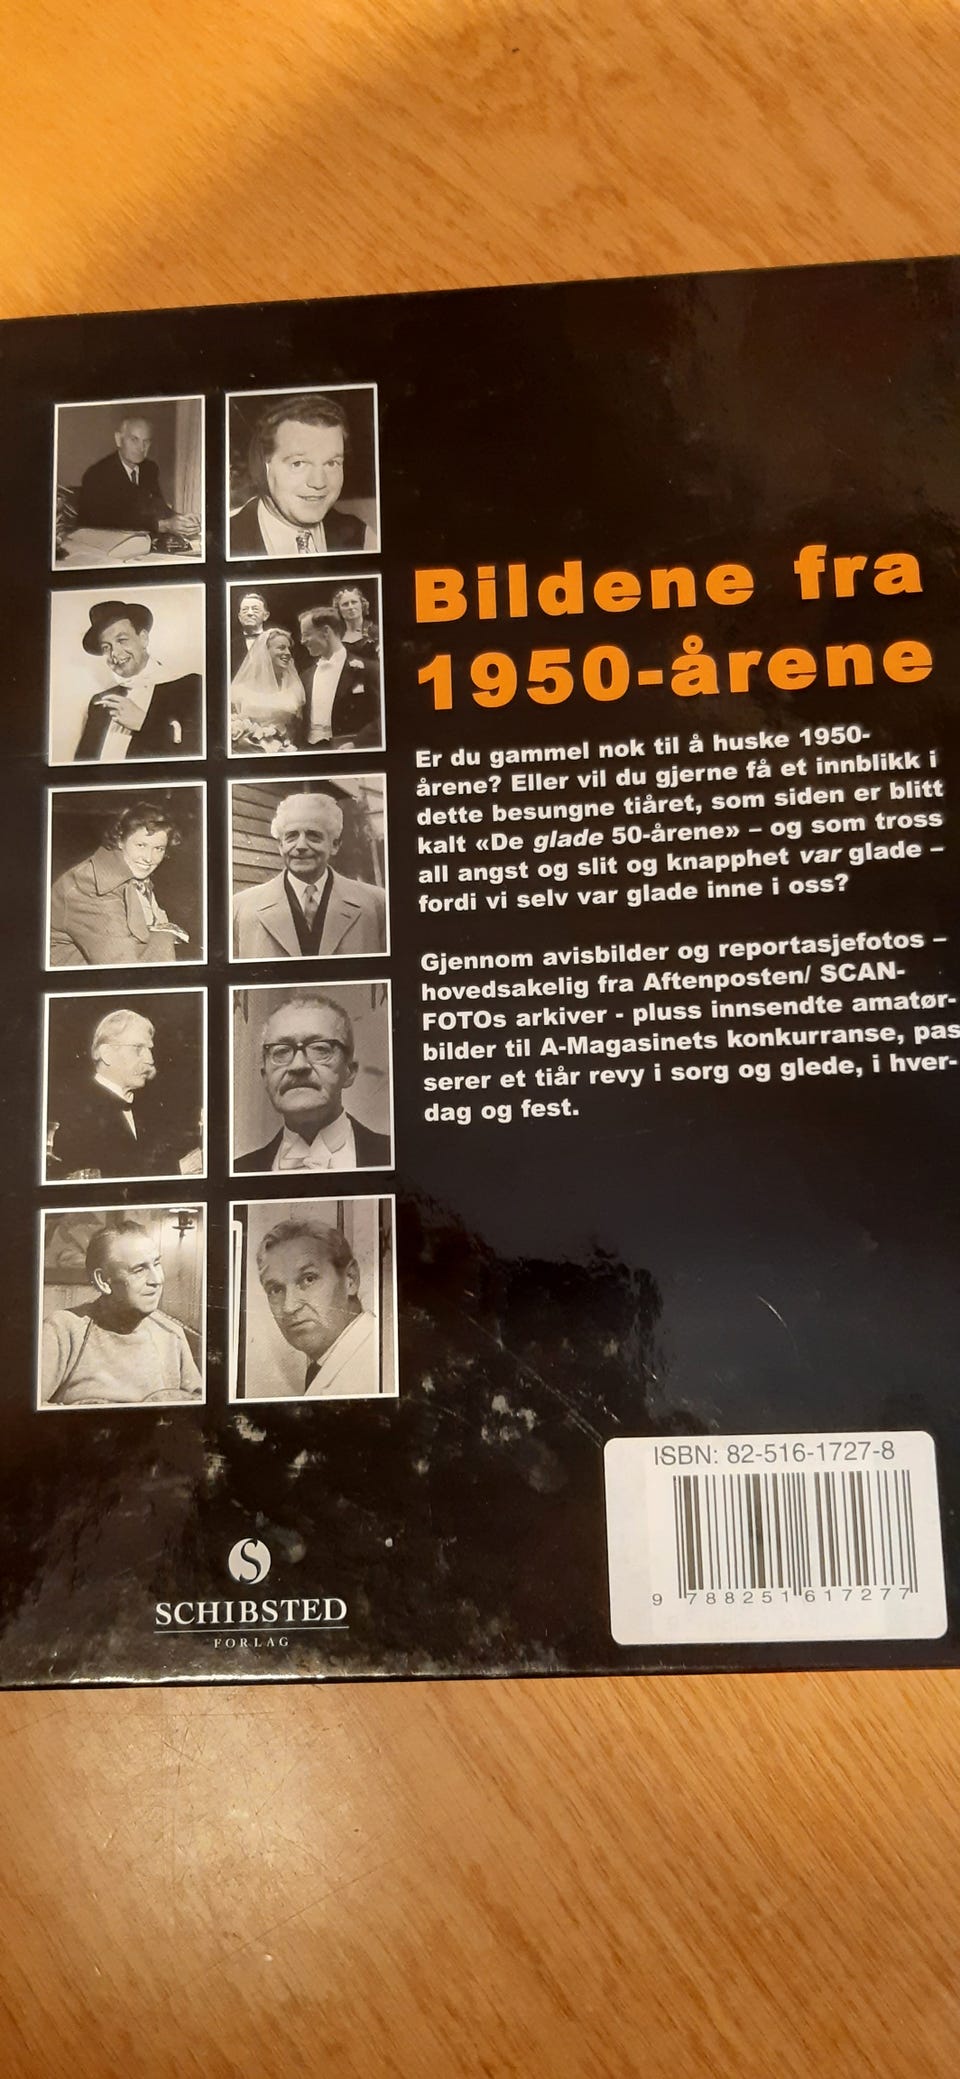 Bildene fra
1950-årene
Er du gammel nok til å huske 1950-
årene? Eller vil du gjerne få et innblikk i
dette besungne tiåret, som siden er blitt
kalt «De glade 50-årene» – og som tross
all angst og slit og knapphet var glade –
fordi vi selv var glade inne i oss?
Gjennom avisbilder og reportasjefotos –
hovedsakelig fra Aftenposten/ SCAN-
FOTOs arkiver - pluss innsendte amatør-
bilder til A-Magasinets konkurranse, pas
serer et tiår revy i sorg og glede, i hver-
dag og fest.
ISBN: 82-516-1727-8
9 788251 617277
S
SCHIBSTED
FORLAG